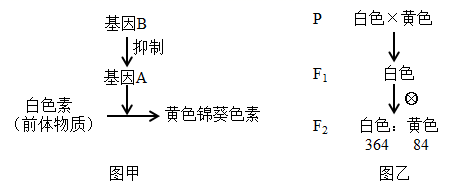 基因B
抑制
基因A
白色素
(前体物质)
黄色锦葵色素
图甲
P 白色×黄色
F₁ 白色
⊗
F₂ 白色：黄色
364 84
图乙